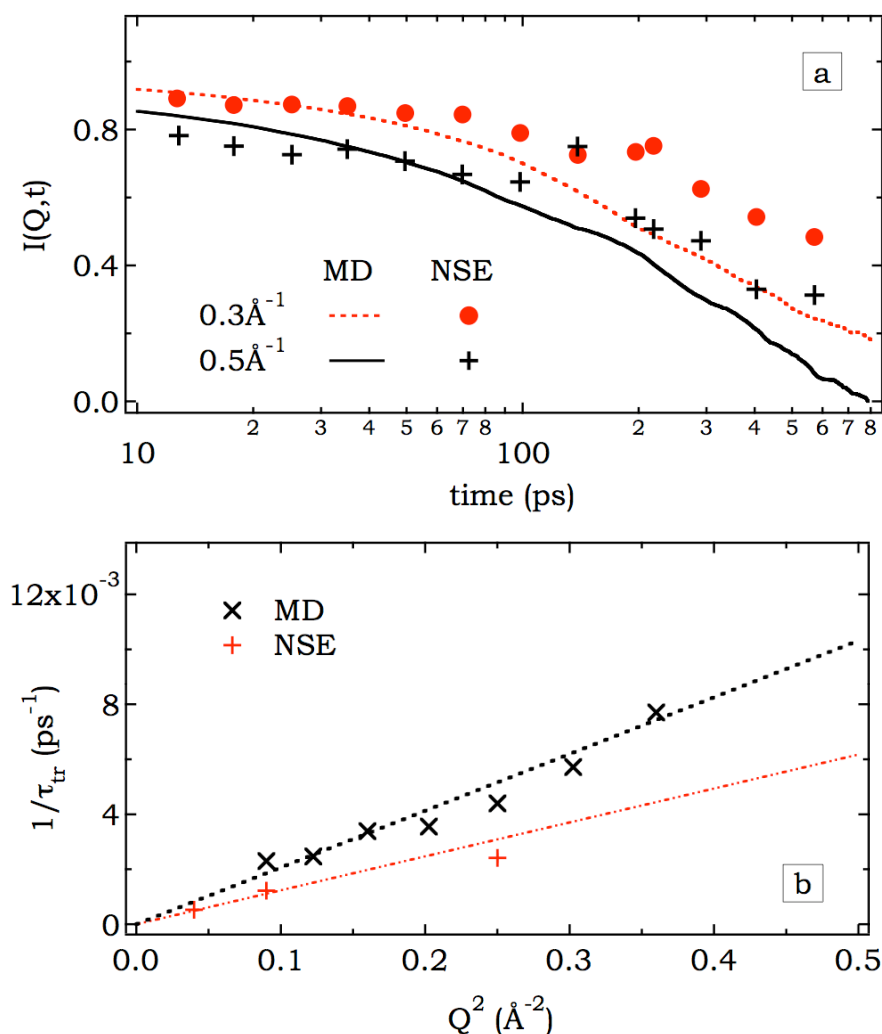 a
0.8
0.4
0.0
I(Q,t)
MD NSE
0.3Å⁻¹
0.5Å⁻¹
2 3 4 5 6 7 8 2 3 4 5 6 7 8
10 100
time (ps)
12x10⁻³
8
4
0
1/τtr (ps⁻¹)
MD
NSE
b
0.0 0.1 0.2 0.3 0.4 0.5
Q² (Å⁻²)